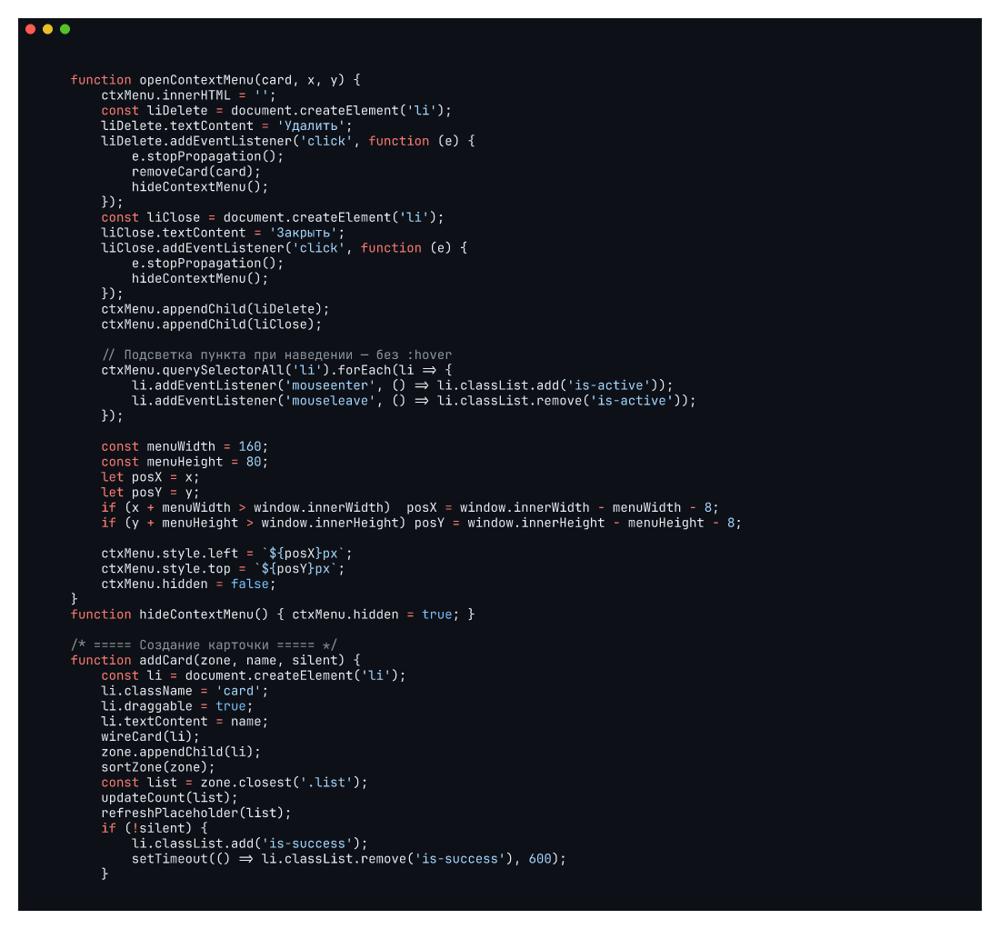 function openContextMenu(card, x, y) {
    ctxMenu.innerHTML = '';
    const liDelete = document.createElement('li');
    liDelete.textContent = 'Удалить';
    liDelete.addEventListener('click', function (e) {
        e.stopPropagation();
        removeCard(card);
        hideContextMenu();
    });
    const liClose = document.createElement('li');
    liClose.textContent = 'Закрыть';
    liClose.addEventListener('click', function (e) {
        e.stopPropagation();
        hideContextMenu();
    });
    ctxMenu.appendChild(liDelete);
    ctxMenu.appendChild(liClose);

    // Подсветка пункта при наведении — без :hover
    ctxMenu.querySelectorAll('li').forEach(li => {
        li.addEventListener('mouseenter', () => li.classList.add('is-active'));
        li.addEventListener('mouseleave', () => li.classList.remove('is-active'));
    });

    const menuWidth = 160;
    const menuHeight = 80;
    let posX = x;
    let posY = y;
    if (x + menuWidth > window.innerWidth)  posX = window.innerWidth - menuWidth - 8;
    if (y + menuHeight > window.innerHeight) posY = window.innerHeight - menuHeight - 8;

    ctxMenu.style.left = `${posX}px`;
    ctxMenu.style.top = `${posY}px`;
    ctxMenu.hidden = false;
}
function hideContextMenu() { ctxMenu.hidden = true; }

/* ===== Создание карточки ===== */
function addCard(zone, name, silent) {
    const li = document.createElement('li');
    li.className = 'card';
    li.draggable = true;
    li.textContent = name;
    wireCard(li);
    zone.appendChild(li);
    sortZone(zone);
    const list = zone.closest('.list');
    updateCount(list);
    refreshPlaceholder(list);
    if (!silent) {
        li.classList.add('is-success');
        setTimeout(() => li.classList.remove('is-success'), 600);
    }